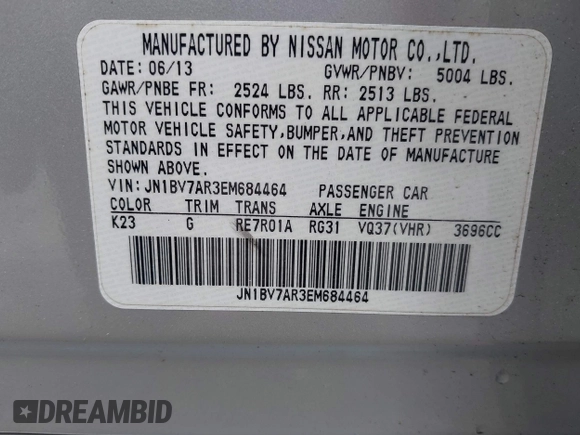 MANUFACTURED BY NISSAN MOTOR CO.,LTD.
DATE: 06/13 GVWR/PNBV: 5004 LBS.
GAWR/PNBE FR: 2524 LBS. RR: 2513 LBS.
THIS VEHICLE CONFORMS TO ALL APPLICABLE FEDERAL
MOTOR VEHICLE SAFETY,BUMPER,AND THEFT PREVENTION
STANDARDS IN EFFECT ON THE DATE OF MANUFACTURE
SHOWN ABOVE.
VIN: JN1BV7AR3EM684464 PASSENGER CAR
COLOR TRIM TRANS AXLE ENGINE
K23 G RE7R01A RG31 VQ37(VHR) 3696CC
JN1BV7AR3EM684464
DREAMBID